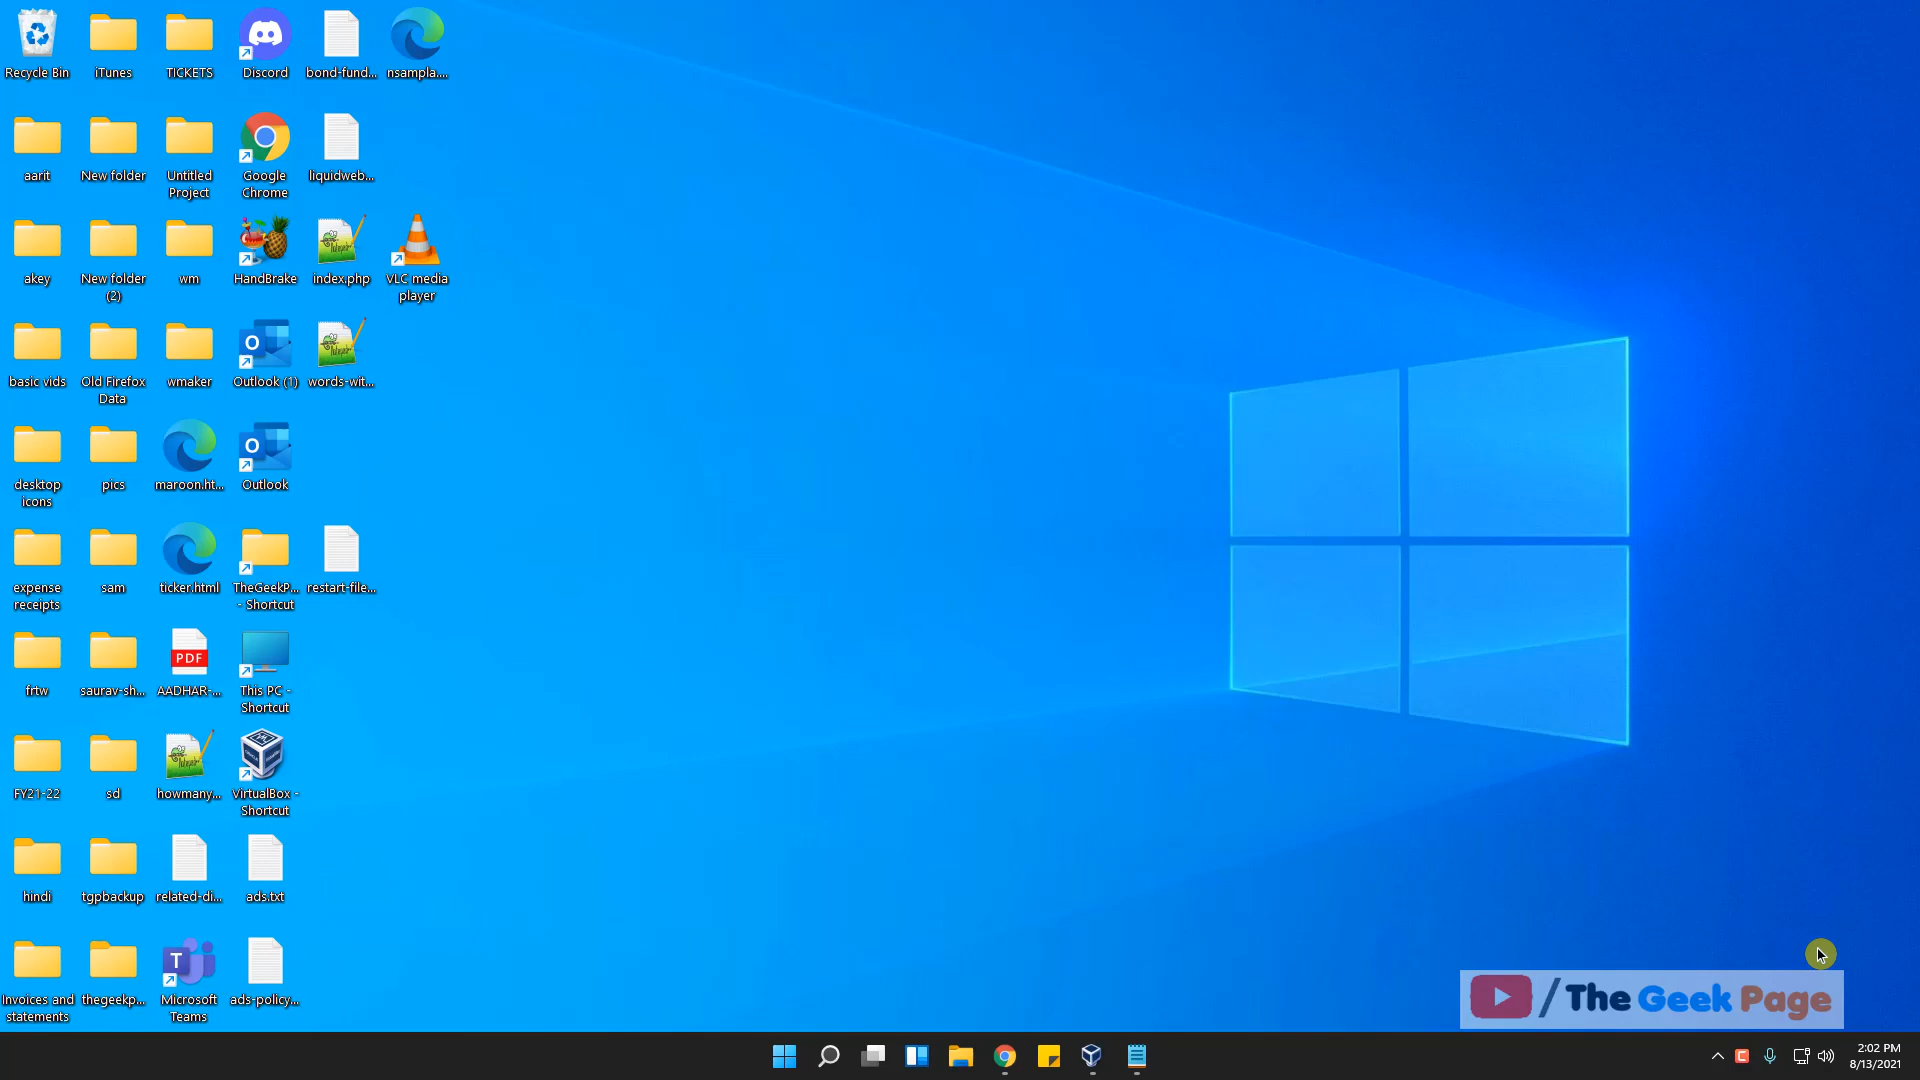 Recycle Bin
iTunes
TICKETS
Discord
bond-fund...
nsampla....
aarit
New folder
Untitled
Project
Google
Chrome
liquidweb...
akey
New folder
(2)
wm
HandBrake
index.php
VLC media
player
basic vids
Old Firefox
Data
wmaker
Outlook (1)
words-wit...
desktop
icons
pics
maroon.ht...
Outlook
expense
receipts
sam
ticker.html
TheGeekP...
- Shortcut
restart-file...
frtw
saurav-sh...
PDF
AADHAR-...
This PC -
Shortcut
FY21-22
sd
howmany...
VirtualBox -
Shortcut
hindi
tgpbackup
related-di...
ads.txt
Invoices and
statements
thegeekp...
Microsoft
Teams
ads-policy...
/The Geek Page
2:02 PM
8/13/2021